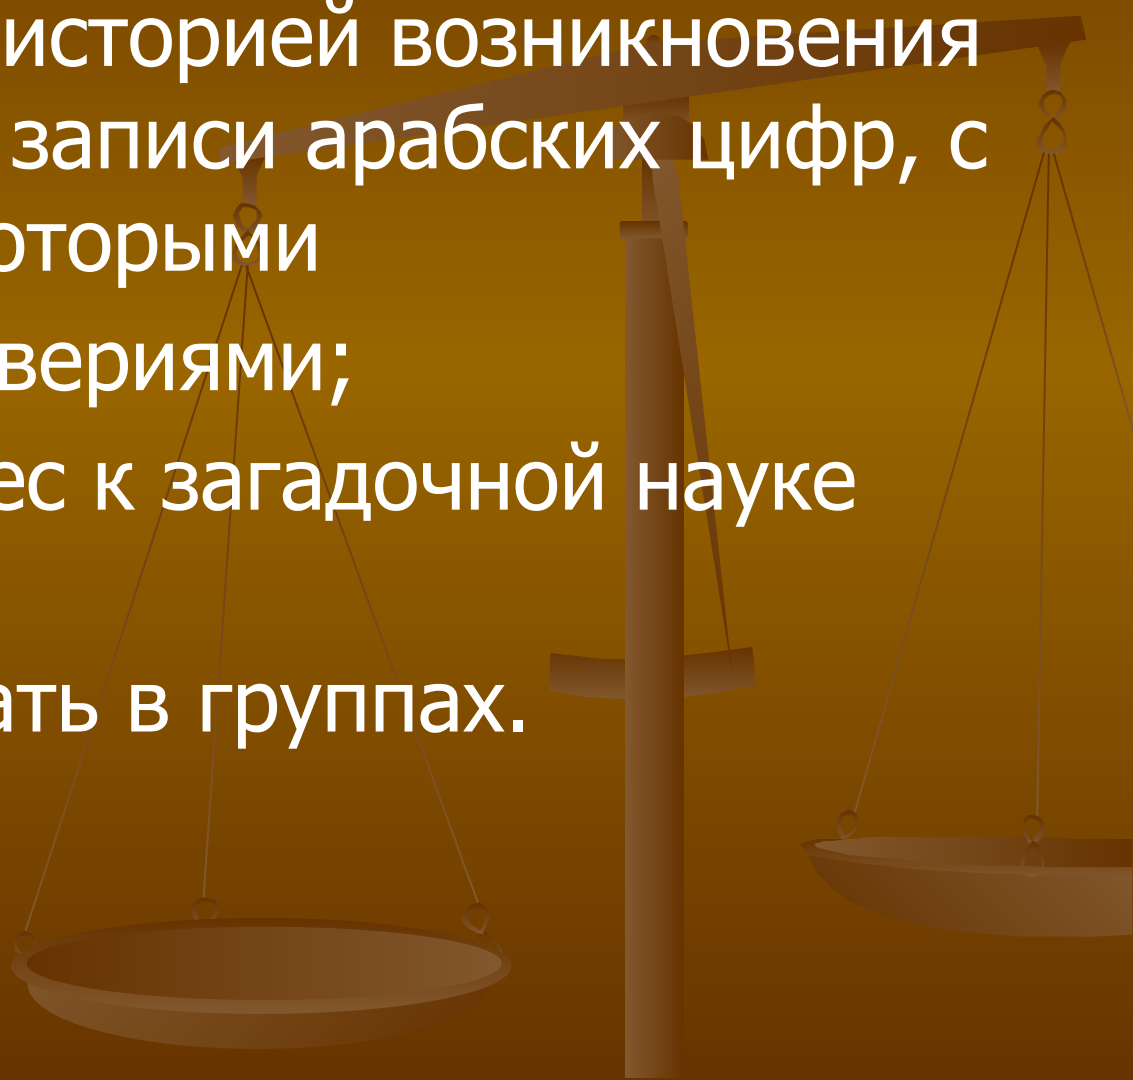 историей возникновения
записи арабских цифр, с
оторыми
вериями;
ес к загадочной науке
ать в группах.